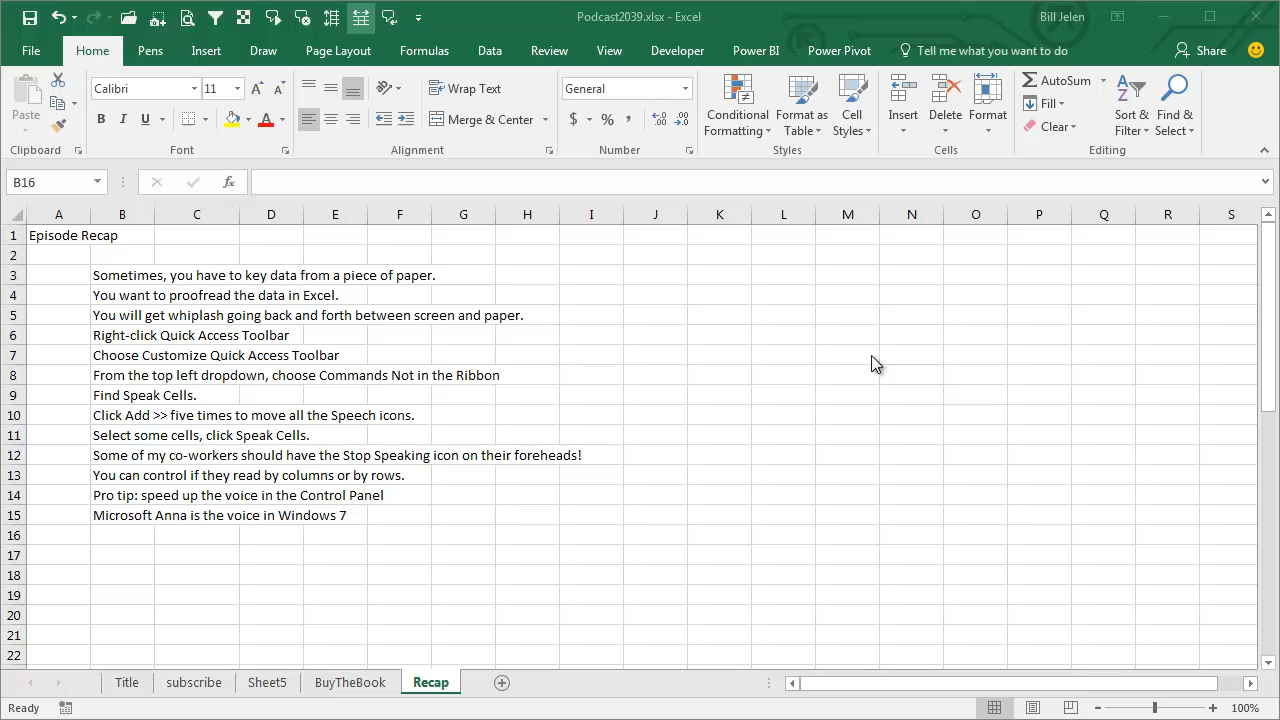 Podcast2039.xlsx - Excel
Bill Jelen
File Home Pens Insert Draw Page Layout Formulas Data Review View Developer Power BI Power Pivot Tell me what you want to do Share
Paste
Clipboard
Calibri 11
B I U A
Font
Wrap Text
Merge & Center
Alignment
General
$ % ,
Number
Conditional Formatting
Format as Table
Cell Styles
Styles
Insert Delete Format
Cells
AutoSum
Fill
Clear
Sort & Filter
Find & Select
Editing
B16 fx
A B C D E F G H I J K L M N O P Q R S
1 Episode Recap
2
3 Sometimes, you have to key data from a piece of paper.
4 You want to proofread the data in Excel.
5 You will get whiplash going back and forth between screen and paper.
6 Right-click Quick Access Toolbar
7 Choose Customize Quick Access Toolbar
8 From the top left dropdown, choose Commands Not in the Ribbon
9 Find Speak Cells.
10 Click Add >> five times to move all the Speech icons.
11 Select some cells, click Speak Cells.
12 Some of my co-workers should have the Stop Speaking icon on their foreheads!
13 You can control if they read by columns or by rows.
14 Pro tip: speed up the voice in the Control Panel
15 Microsoft Anna is the voice in Windows 7
16
17
18
19
20
21
22
Title subscribe Sheet5 BuyTheBook Recap
Ready 100%